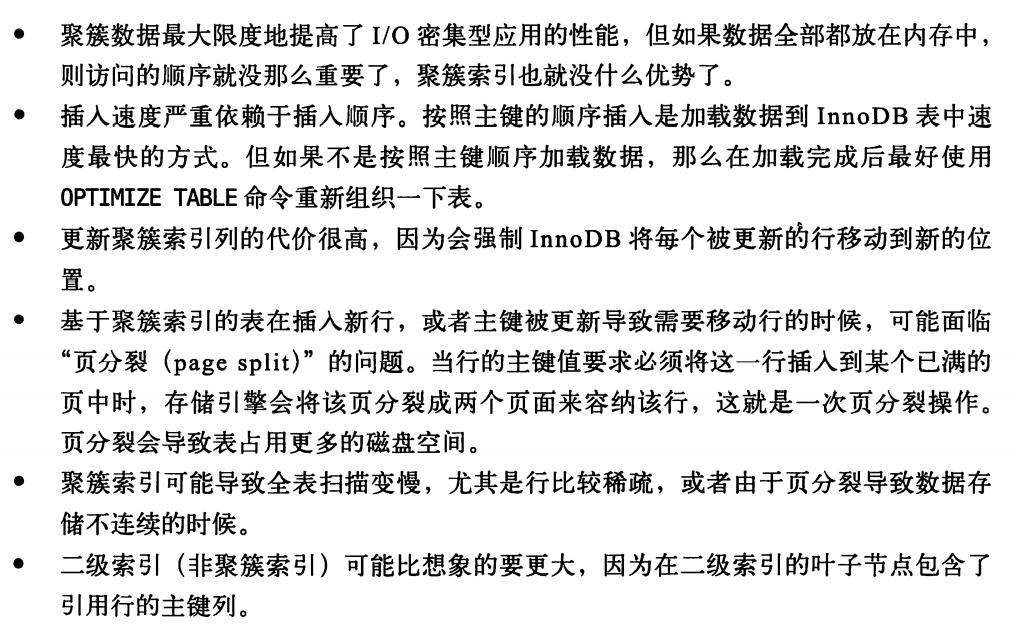 • 聚簇数据最大限度地提高了 I/O 密集型应用的性能，但如果数据全部都放在内存中，
则访问的顺序就没那么重要了，聚簇索引也就没什么优势了。
• 插入速度严重依赖于插入顺序。按照主键的顺序插入是加载数据到 InnoDB 表中速
度最快的方式。但如果不是按照主键顺序加载数据，那么在加载完成后最好使用
OPTIMIZE TABLE 命令重新组织一下表。
• 更新聚簇索引列的代价很高，因为会强制 InnoDB 将每个被更新的行移动到新的位
置。
• 基于聚簇索引的表在插入新行，或者主键被更新导致需要移动行的时候，可能面临
“页分裂（page split）”的问题。当行的主键值要求必须将这一行插入到某个已满的
页中时，存储引擎会将该页分裂成两个页面来容纳该行，这就是一次页分裂操作。
页分裂会导致表占用更多的磁盘空间。
• 聚簇索引可能导致全表扫描变慢，尤其是行比较稀疏，或者由于页分裂导致数据存
储不连续的时候。
• 二级索引（非聚簇索引）可能比想象的要更大，因为在二级索引的叶子节点包含了
引用行的主键列。